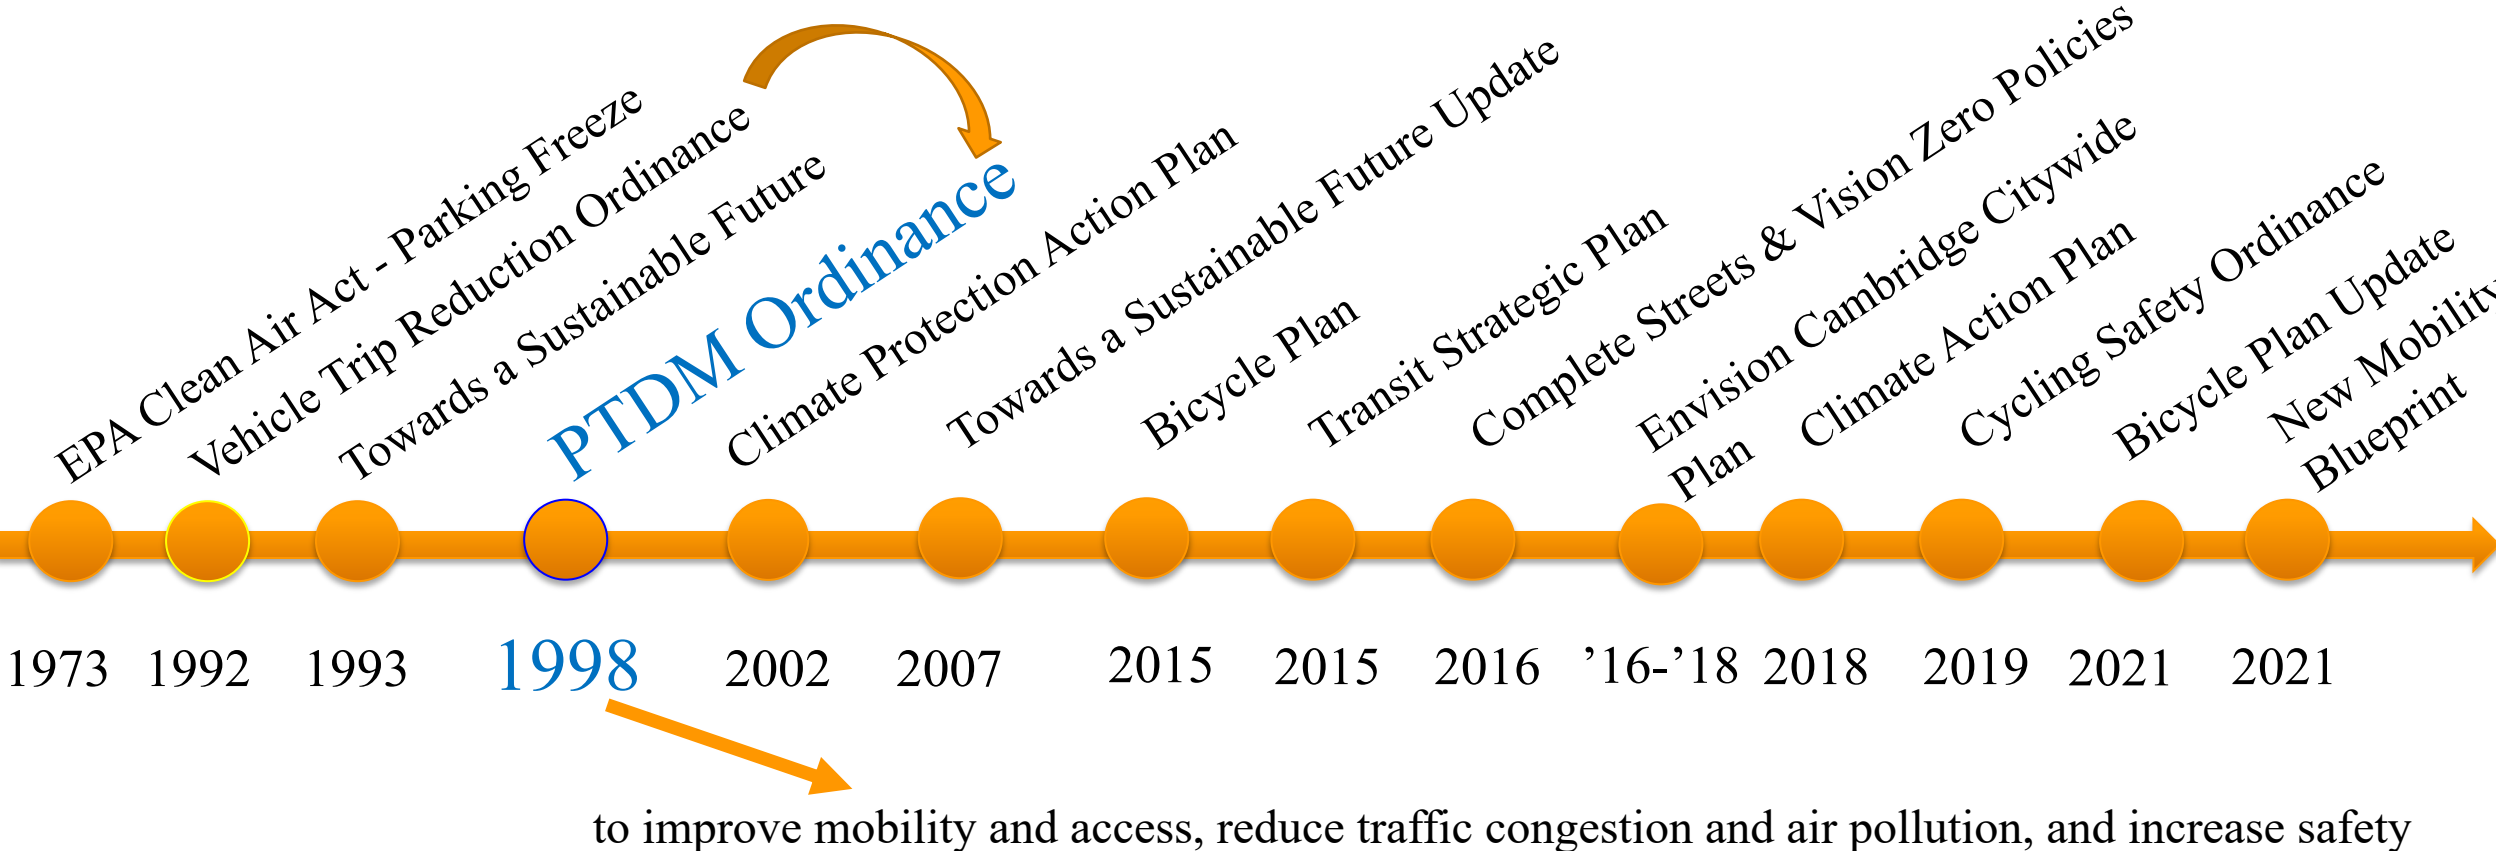 EPA Clean Air Act - Parking Freeze
Vehicle Trip Reduction Ordinance
Towards a Sustainable Future
PTDM Ordinance
Climate Protection Action Plan
Towards a Sustainable Future Update
Bicycle Plan
Transit Strategic Plan
Complete Streets & Vision Zero Policies
Envision Cambridge Citywide
Plan
Climate Action Plan
Cycling Safety Ordinance
Bicycle Plan Update
New Mobility
Blueprint
1973
1992
1993
1998
2002
2007
2015
2015
2016
’16-’18
2018
2019
2021
2021
to improve mobility and access, reduce traffic congestion and air pollution, and increase safety